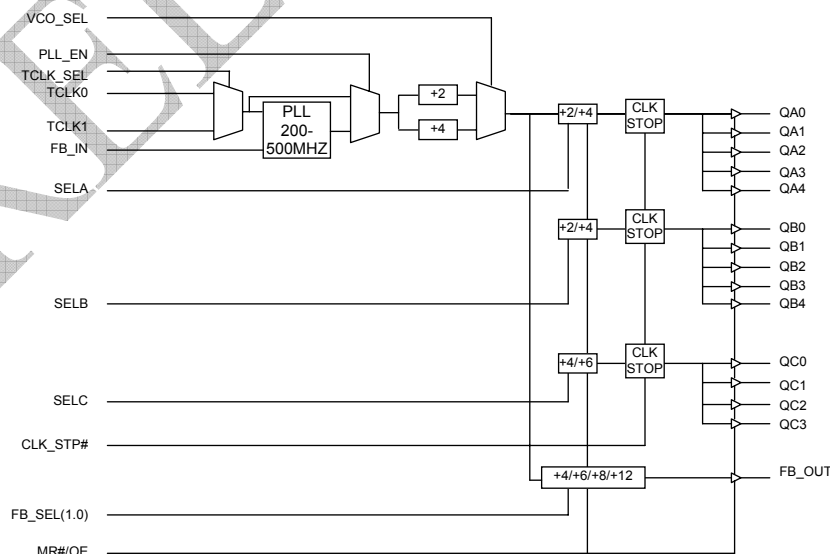 VCO_SEL
PLL_EN
TCLK_SEL
TCLK0
TCLK1
FB_IN
SELA
SELB
SELC
CLK_STP#
FB_SEL(1.0)
MR#/OE
PLL
200-
500MHZ
+2
+4
+2/+4
CLK
STOP
QA0
QA1
QA2
QA3
QA4
+2/+4
CLK
STOP
QB0
QB1
QB2
QB3
QB4
+4/+6
CLK
STOP
QC0
QC1
QC2
QC3
+4/+6/+8/+12
FB_OUT